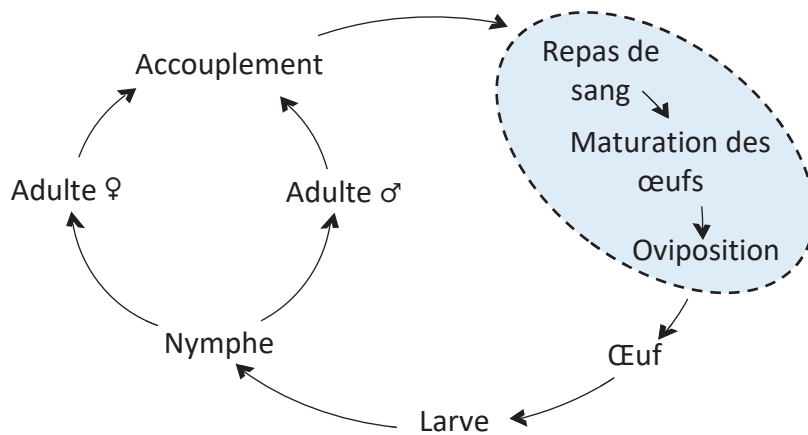 Accouplement
Repas de
sang
Maturation des
œufs
Oviposition
Adulte ♀
Adulte ♂
Nymphe
Œuf
Larve